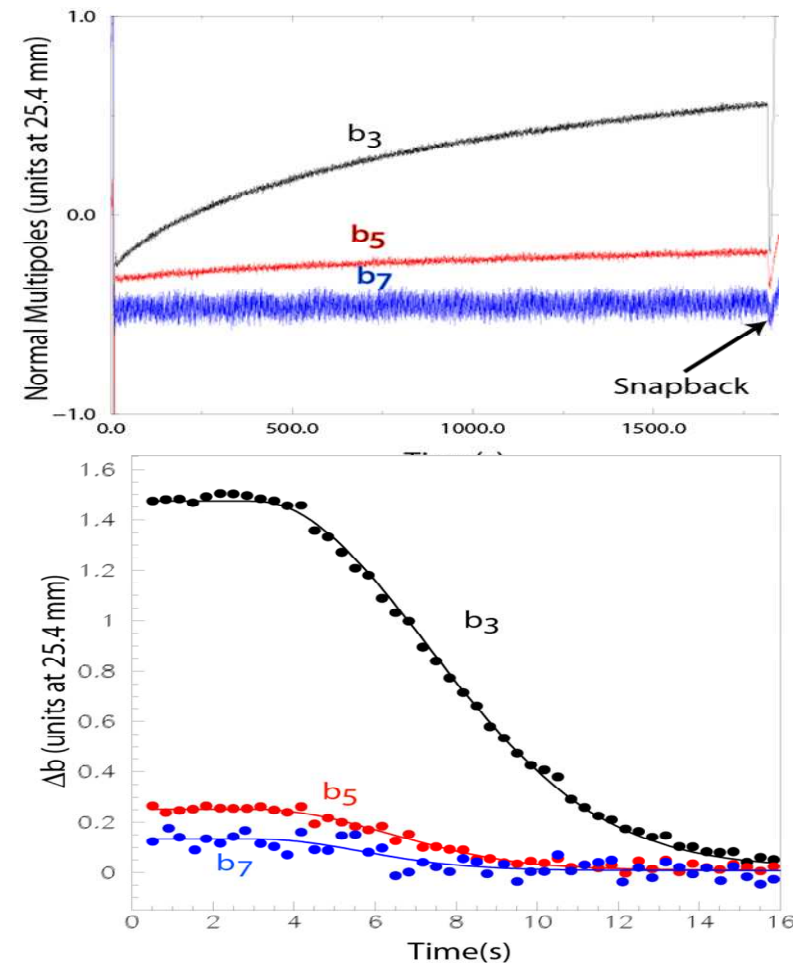 Normal Multipoles (units at 25.4 mm)
1.0
0.0
−1.0
b3
b5
b7
Snapback
0.0
500.0
1000.0
1500.0
Δb (units at 25.4 mm)
1.6
1.4
1.2
1
0.8
0.6
0.4
0.2
0
b3
b5
b7
0 2 4 6 8 10 12 14 16
Time(s)